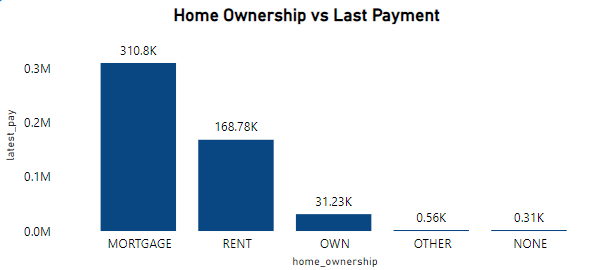 Home Ownership vs Last Payment
310.8K
0.3M
0.2M
168.78K
latest_pay
0.1M
31.23K
0.56K
0.31K
0.0M
MORTGAGE RENT OWN OTHER NONE
home_ownership